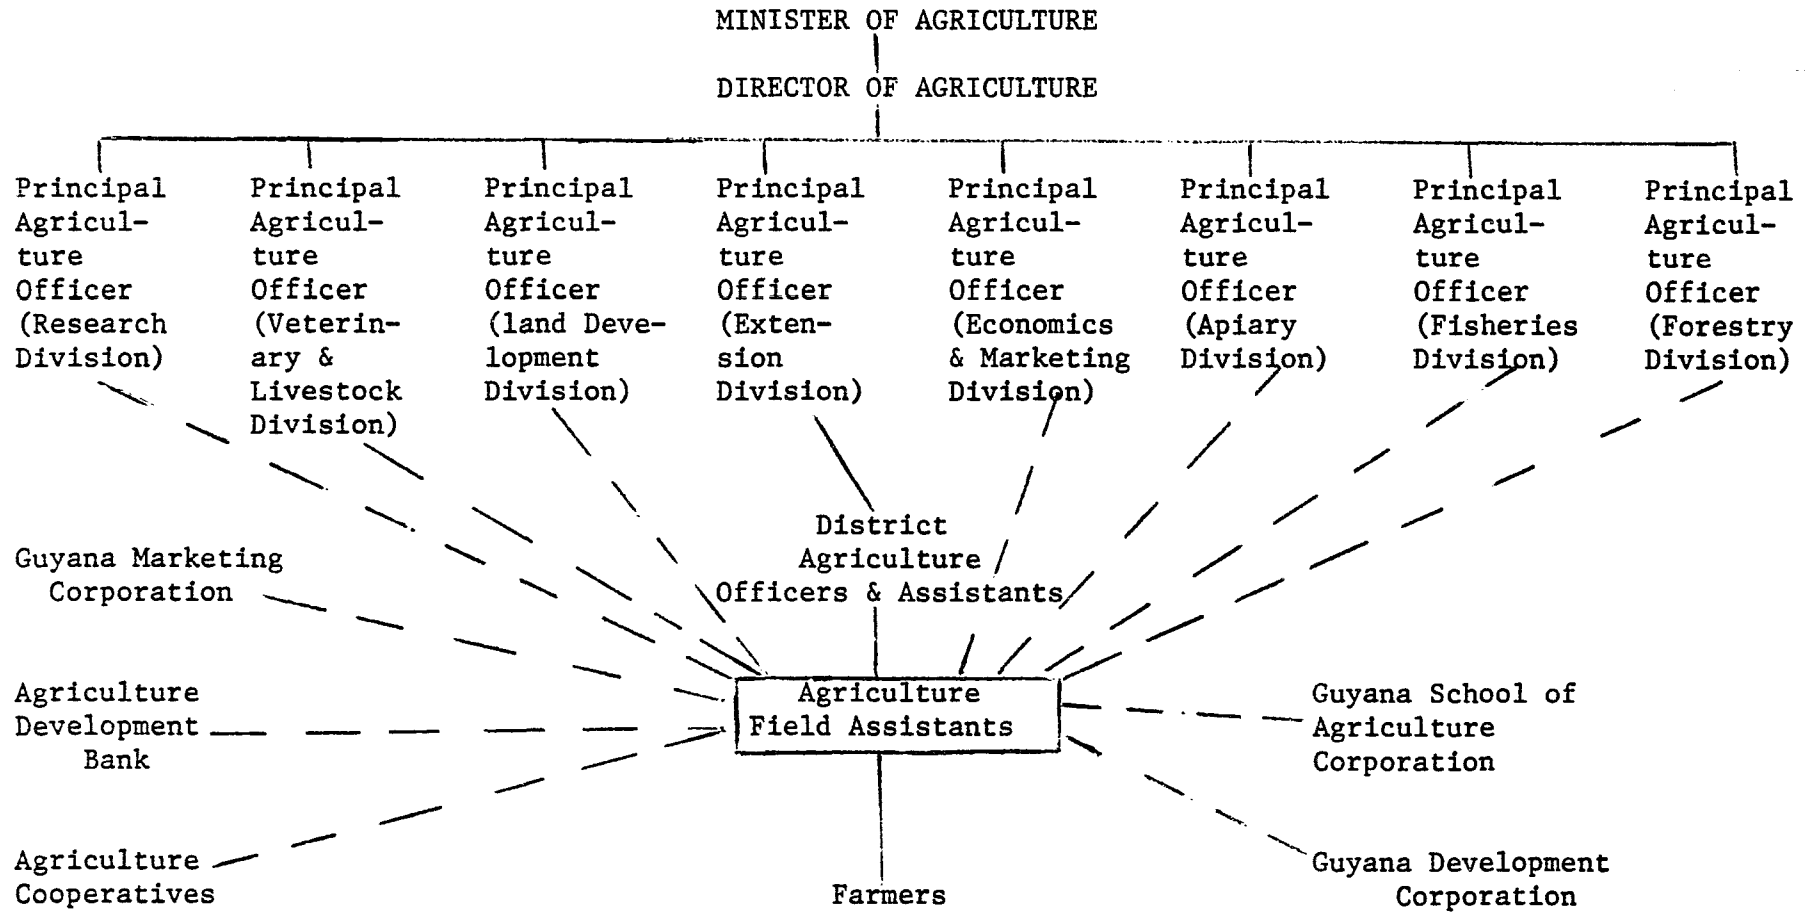 MINISTER OF AGRICULTURE
DIRECTOR OF AGRICULTURE
Principal
Agricul-
ture
Officer
(Research
Division)
Principal
Agricul-
ture
Officer
(Veterin-
ary &
Livestock
Division)
Principal
Agricul-
ture
Officer
(land Deve-
lopment
Division)
Principal
Agricul-
ture
Officer
(Exten-
sion
Division)
Principal
Agricul-
ture
Officer
(Economics
& Marketing
Division)
Principal
Agricul-
ture
Officer
(Apiary
Division)
Principal
Agricul-
ture
Officer
(Fisheries
Division)
Principal
Agricul-
ture
Officer
(Forestry
Division)
District
Agriculture
Officers & Assistants
Guyana Marketing
Corporation
Agriculture
Development
Bank
Agriculture
Cooperatives
Agriculture
Field Assistants
Farmers
Guyana School of
Agriculture
Corporation
Guyana Development
Corporation